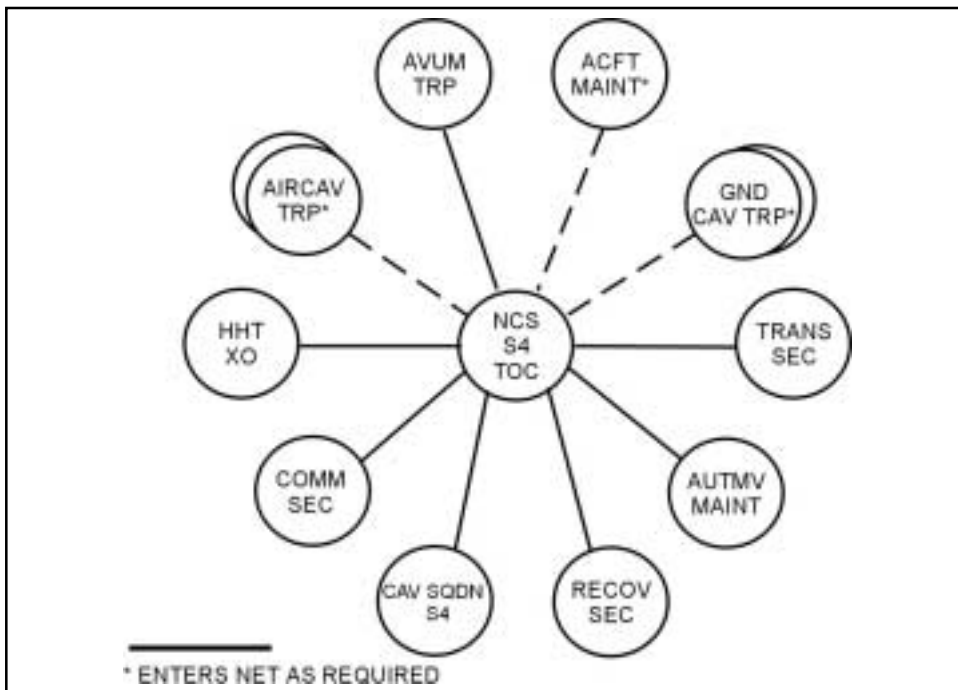 AVUM
TRP
ACFT
MAINT*
AIRCAV
TRP*
GND
CAV TRP*
HHT
XO
NCS
S4
TOC
TRANS
SEC
COMM
SEC
AUTMV
MAINT
CAV SQDN
S4
RECOV
SEC
* ENTERS NET AS REQUIRED